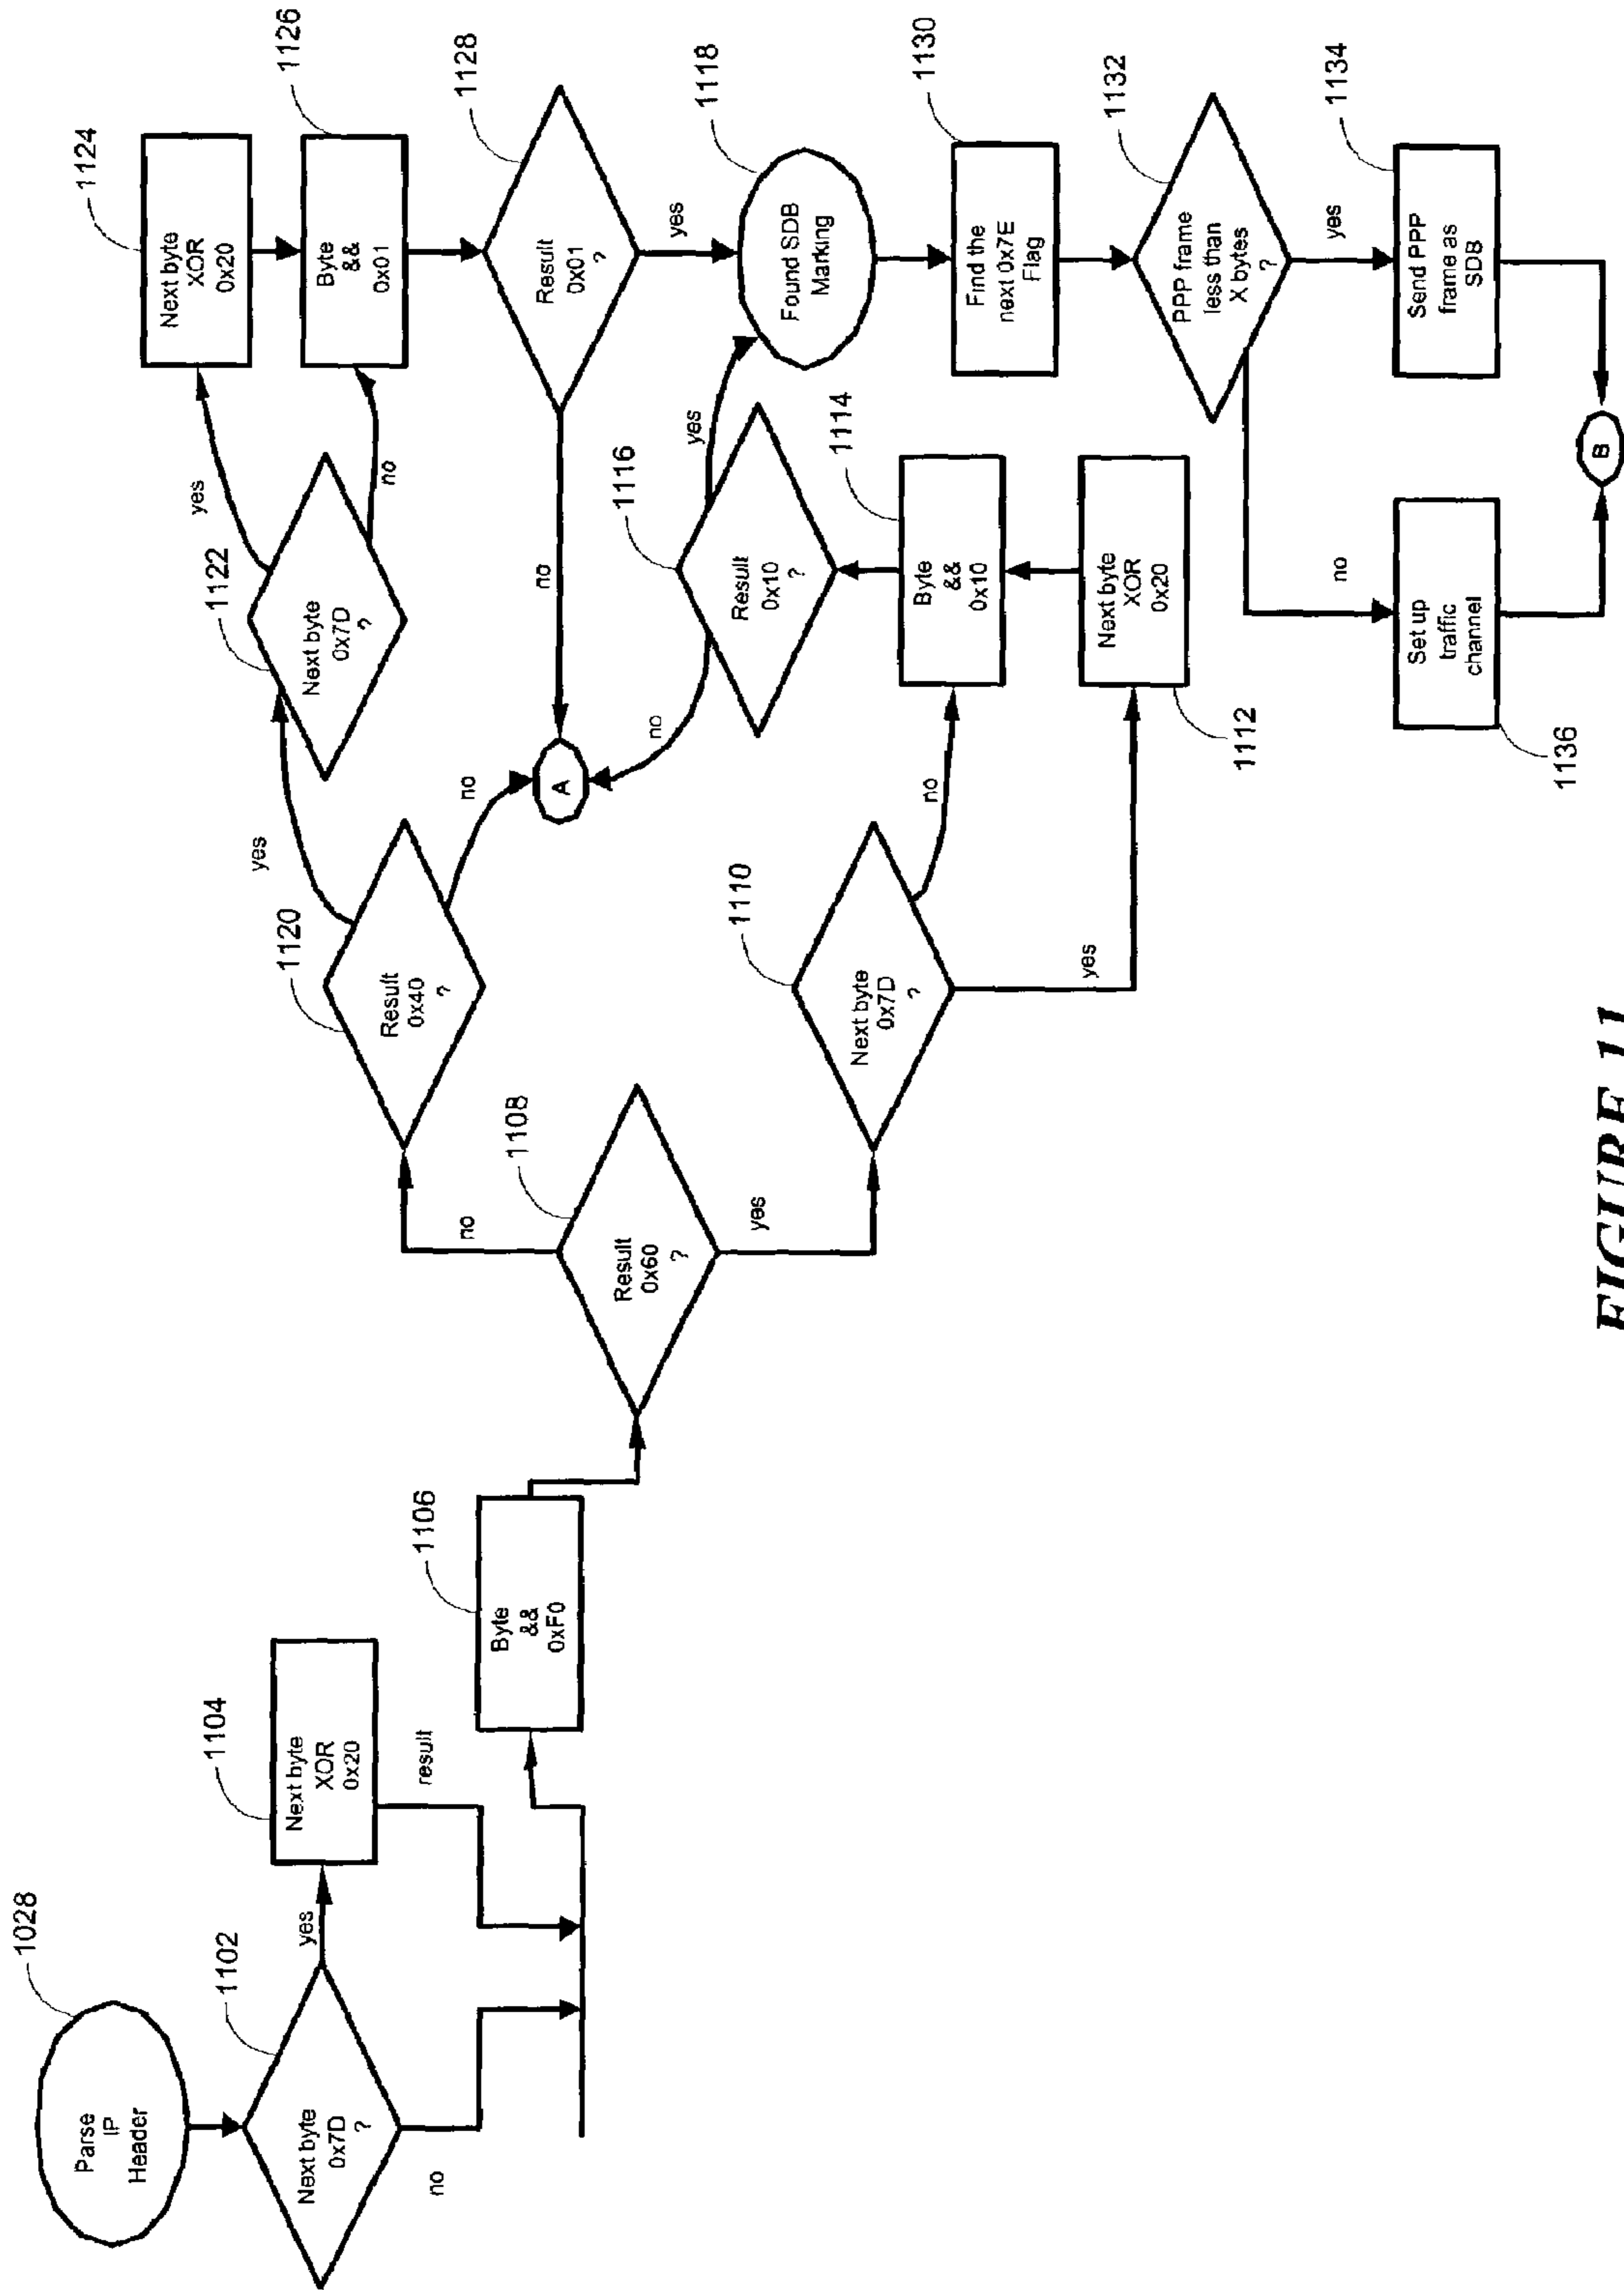 1028
Parse
IP
Header
1102
Next byte
0x7D
?
yes
no
1104
Next byte
XOR
0x20
result
1106
Byte
&&
0xF0
1108
Result
0x60
?
no
yes
1120
Result
0x40
?
yes
no
1122
Next byte
0x7D
?
yes
no
1124
Next byte
XOR
0x20
1126
Byte
&&
0x01
1128
Result
0x01
?
no
yes
A
1110
Next byte
0x7D
?
no
yes
1112
Next byte
XOR
0x20
1114
Byte
&&
0x10
1116
Result
0x10
?
no
yes
1118
Found SDB
Marking
1130
Find the
next 0x7E
Flag
1132
PPP frame
less than
X bytes
?
no
yes
1134
Send PPP
frame as
SDB
1136
Set up
traffic
channel
B
FIGURE 11